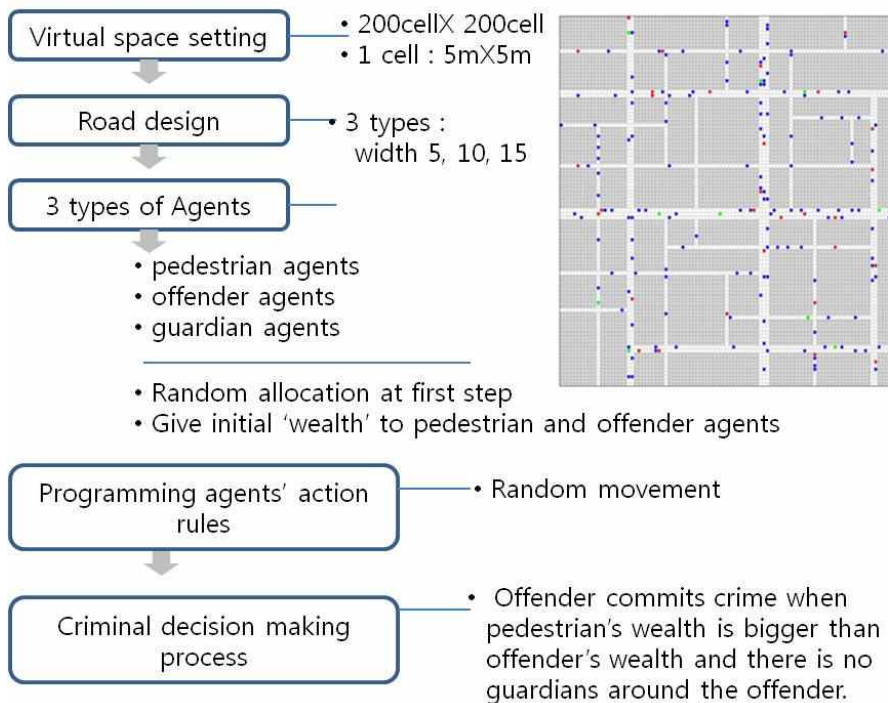 Virtual space setting
• 200cellX 200cell
• 1 cell : 5mX5m
Road design
• 3 types :
width 5, 10, 15
3 types of Agents
• pedestrian agents
• offender agents
• guardian agents
• Random allocation at first step
• Give initial ‘wealth’ to pedestrian and offender agents
Programming agents’ action
rules
• Random movement
Criminal decision making
process
• Offender commits crime when
pedestrian’s wealth is bigger than
offender’s wealth and there is no
guardians around the offender.